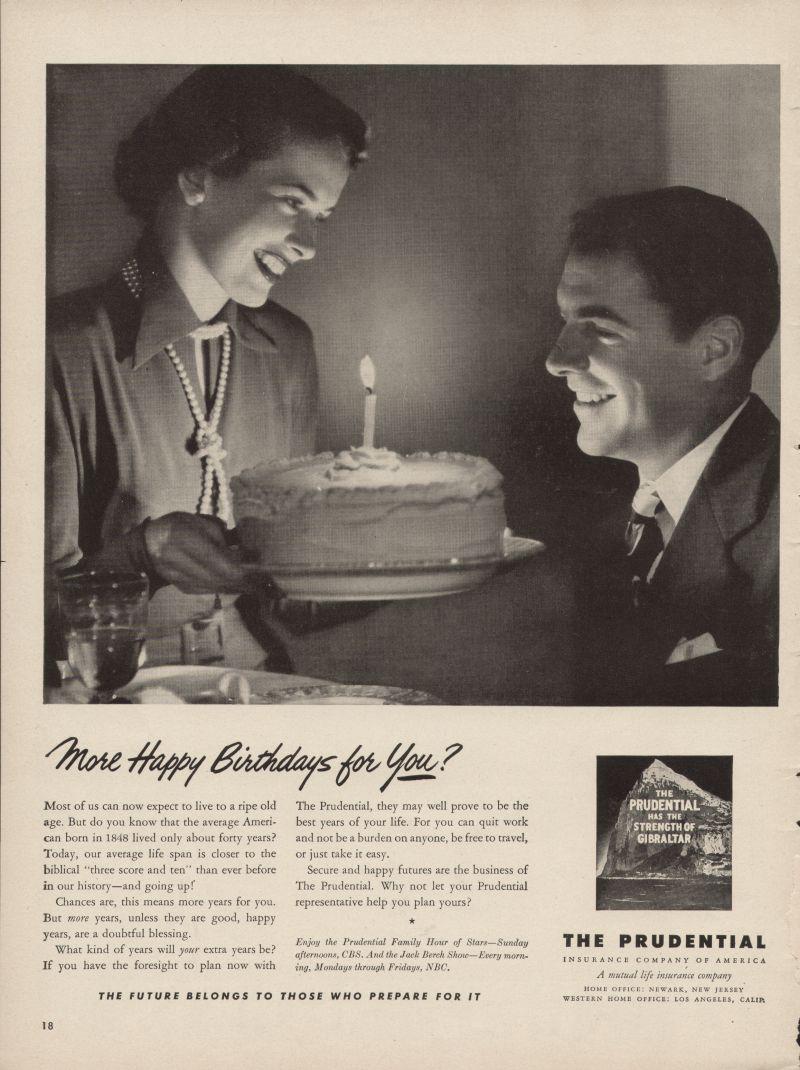 More Happy Birthdays for You?
Most of us can now expect to live to a ripe old
age. But do you know that the average Ameri-
can born in 1848 lived only about forty years?
Today, our average life span is closer to the
biblical "three score and ten" than ever before
in our history—and going up!
Chances are, this means more years for you.
But more years, unless they are good, happy
years, are a doubtful blessing.
What kind of years will your extra years be?
If you have the foresight to plan now with
The Prudential, they may well prove to be the
best years of your life. For you can quit work
and not be a burden on anyone, be free to travel,
or just take it easy.
Secure and happy futures are the business of
The Prudential. Why not let your Prudential
representative help you plan yours?
★
Enjoy the Prudential Family Hour of Stars—Sunday
afternoons, CBS. And the Jack Berch Show—Every morn-
ing, Mondays through Fridays, NBC.
THE FUTURE BELONGS TO THOSE WHO PREPARE FOR IT
THE
PRUDENTIAL
HAS THE
STRENGTH OF
GIBRALTAR
THE PRUDENTIAL
INSURANCE COMPANY OF AMERICA
A mutual life insurance company
HOME OFFICE: NEWARK, NEW JERSEY
WESTERN HOME OFFICE: LOS ANGELES, CALIF.
18